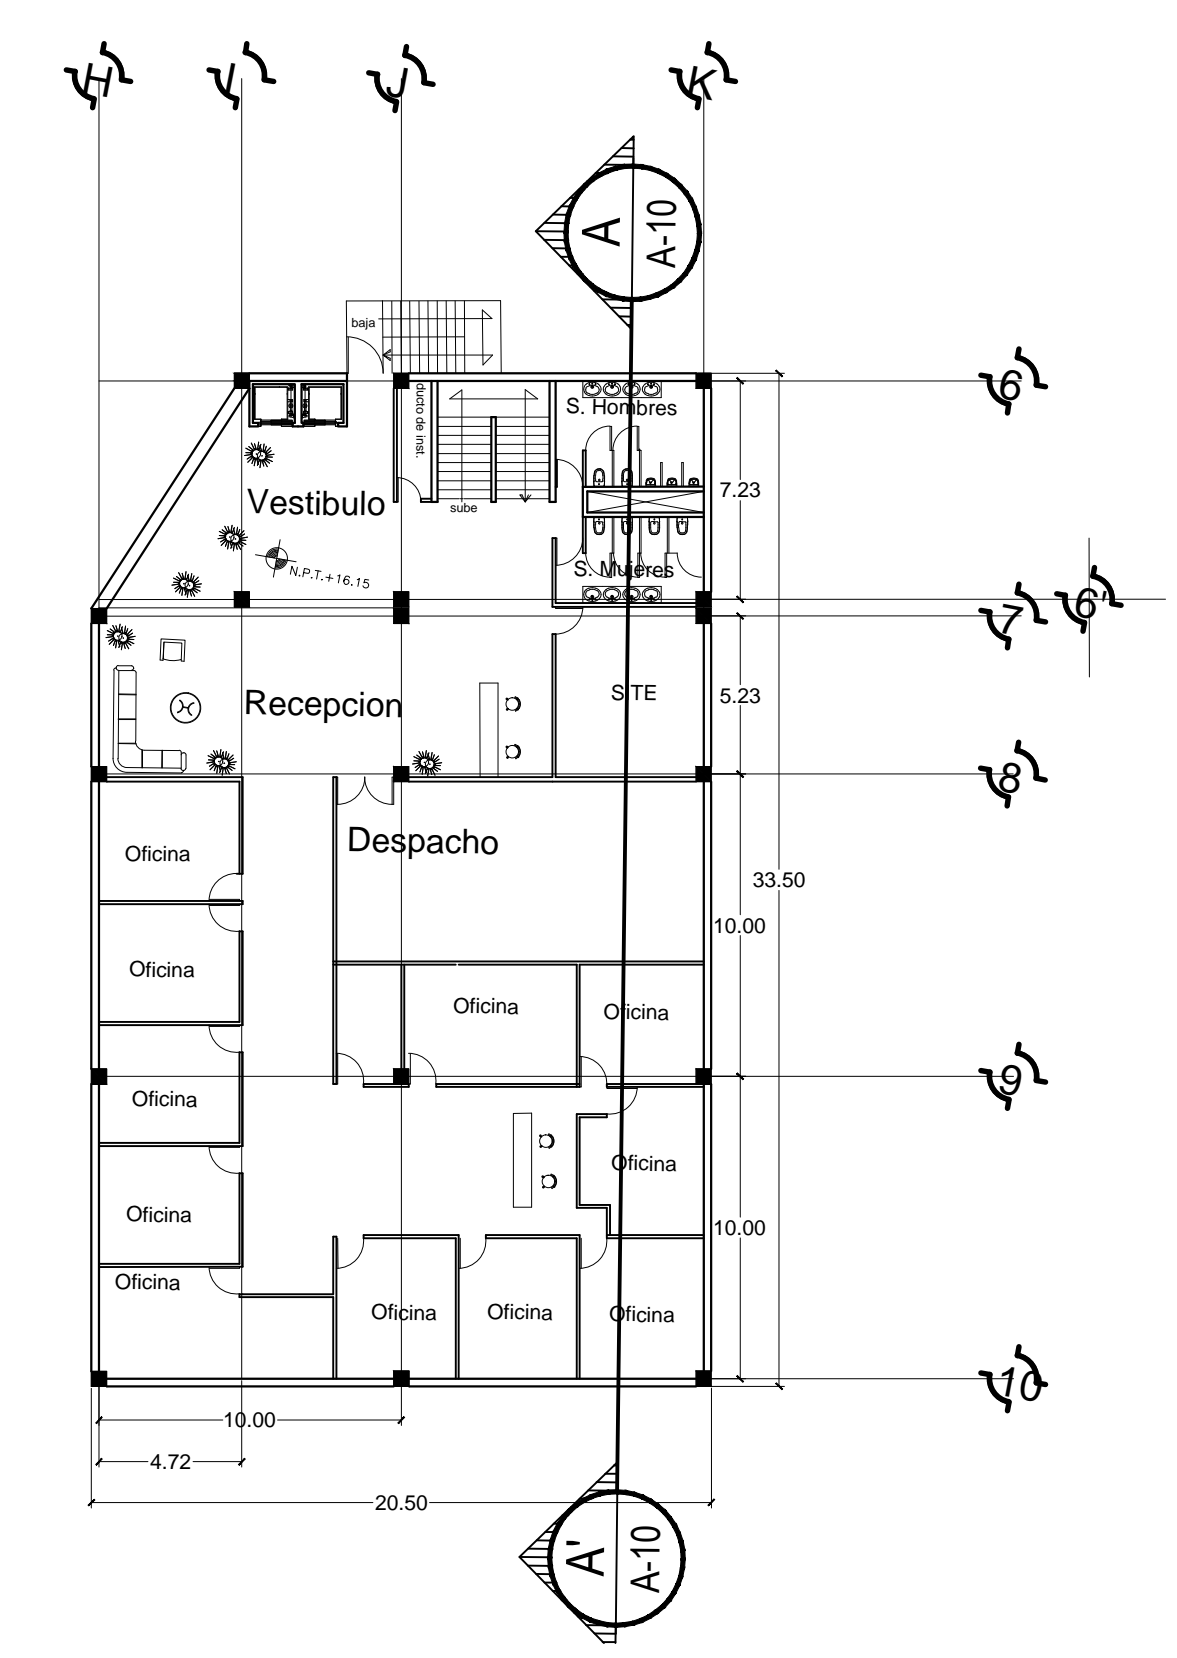 H
I
J
K
A
A-10
baja
6
ducto de inst.
S. Hombres
Vestibulo
7.23
sube
N.P.T.+16.15
S. Mujeres
7
6'
Recepcion
SITE
5.23
8
Despacho
Oficina
33.50
10.00
Oficina
Oficina
Oficina
9
Oficina
Oficina
Oficina
10.00
Oficina
Oficina
Oficina
Oficina
10
10.00
4.72
20.50
A'
A-10